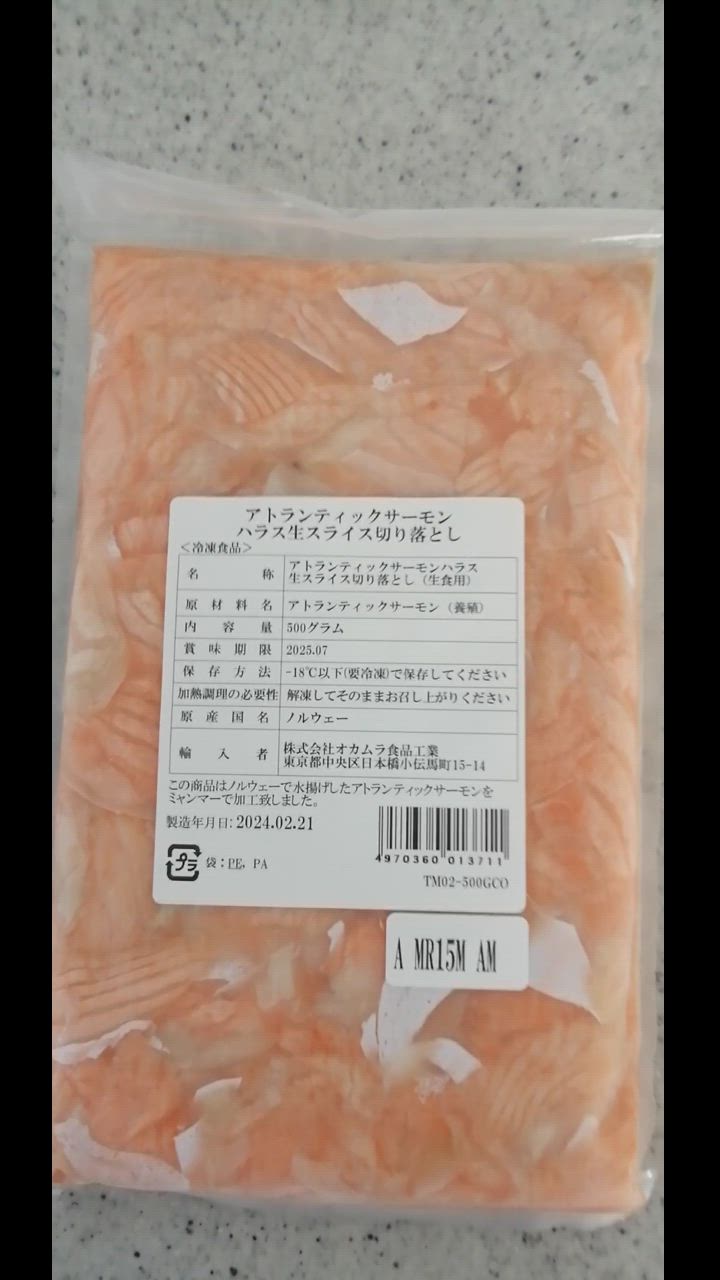 アトランティックサーモン
ハラス生スライス切り落とし
＜冷凍食品＞
名称 アトランティックサーモンハラス
生スライス切り落とし（生食用）
原材料名 アトランティックサーモン（養殖）
内容量 500グラム
賞味期限 2025.07
保存方法 -18℃以下(要冷凍)で保存してください
加熱調理の必要性 解凍してそのままお召し上がりください
原産国名 ノルウェー
輸入者 株式会社オカムラ食品工業
東京都中央区日本橋小伝馬町15-14
この商品はノルウェーで水揚げしたアトランティックサーモンを
ミャンマーで加工致しました。
製造年月日：2024.02.21
4970360 013711
プラ 袋：PE, PA
TM02-500GCO
A MR15M AM